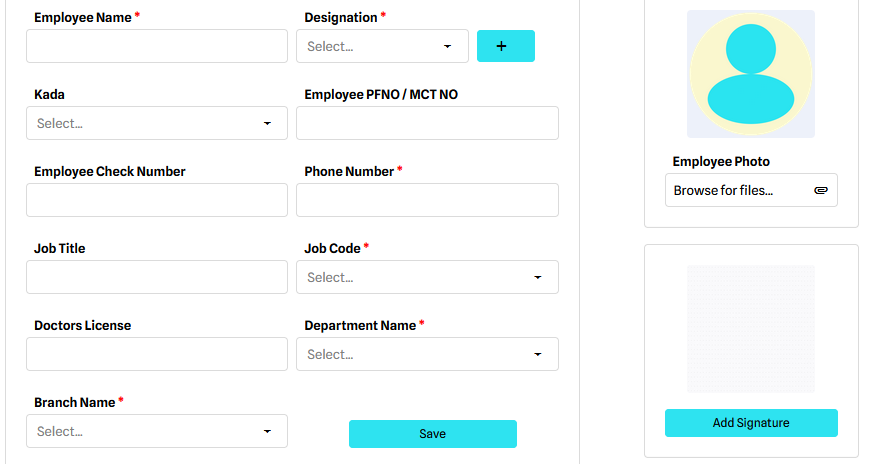 Employee Name *
Designation *
Select...
+
Kada
Employee PFNO / MCT NO
Select...
Employee Check Number
Phone Number *
Job Title
Job Code *
Select...
Doctors License
Department Name *
Select...
Branch Name *
Select...
Save
Employee Photo
Browse for files...
Add Signature